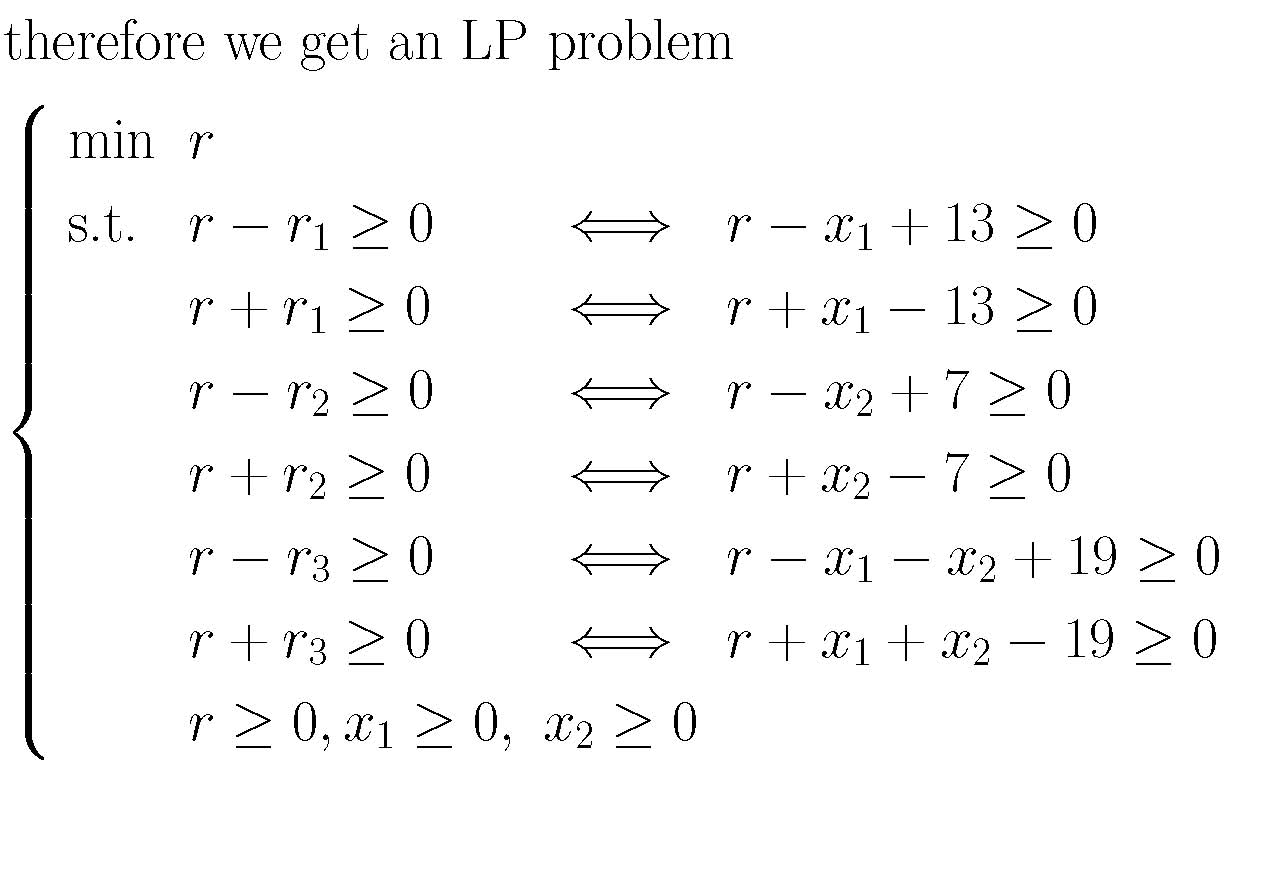 therefore we get an LP problem
min r
s.t. r − r₁ ≥ 0 ⟺ r − x₁ + 13 ≥ 0
r + r₁ ≥ 0 ⟺ r + x₁ − 13 ≥ 0
r − r₂ ≥ 0 ⟺ r − x₂ + 7 ≥ 0
r + r₂ ≥ 0 ⟺ r + x₂ − 7 ≥ 0
r − r₃ ≥ 0 ⟺ r − x₁ − x₂ + 19 ≥ 0
r + r₃ ≥ 0 ⟺ r + x₁ + x₂ − 19 ≥ 0
r ≥ 0, x₁ ≥ 0, x₂ ≥ 0